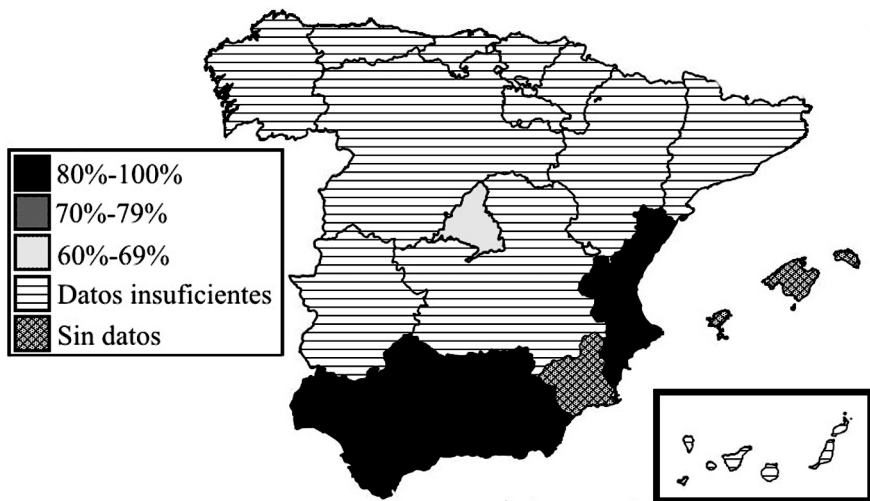 80%-100%
70%-79%
60%-69%
Datos insuficientes
Sin datos